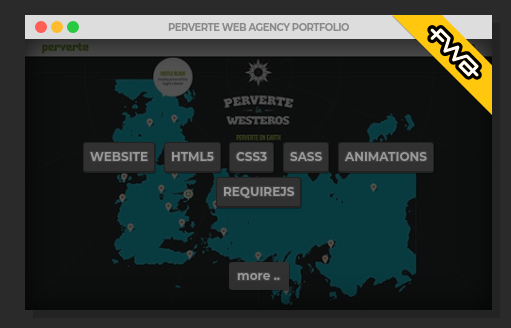 PERVERTE WEB AGENCY PORTFOLIO
FWA
perverte
PERVERTE
in
WESTEROS
PERVERTE ON EARTH
WEBSITE
HTML5
CSS3
SASS
ANIMATIONS
REQUIREJS
more ..